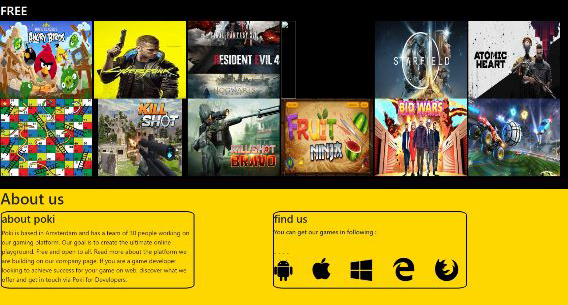 FREE
ANGRY BIRDS
Cyberpunk
RESIDENT EVIL 4
HOGWARTS
STARFIELD
ATOMIC HEART
KILL SHOT
KILL SHOT
BRAVO
FRUIT
NINJA
BID WARS
About us
about poki
Poki is based in Amsterdam and has a team of 30 people working on
our gaming platform. Our goal is to create the ultimate online
playground. Free and open to all. Read more about the platform we
are building on our company page. If you are a game developer
looking to achieve success for your game on web, discover what we
offer and get in touch via Poki for Developers.
find us
You can get our games in following :